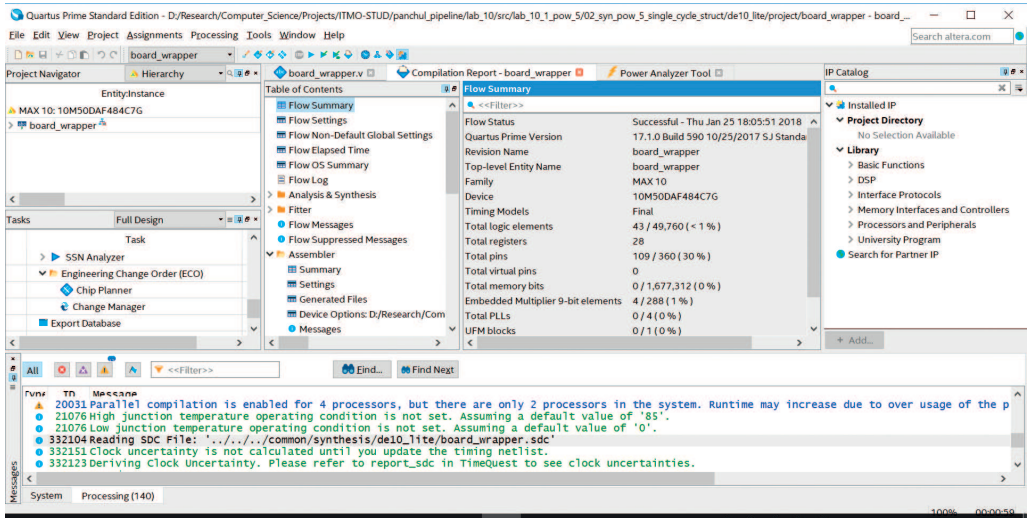 Quartus Prime Standard Edition - D:/Research/Computer_Science/Projects/ITMO-STUD/panchul_pipeline/lab_10/src/lab_10_1_pow_5/02_syn_pow_5_single_cycle_struct/de10_lite/project/board_wrapper - board_...
File Edit View Project Assignments Processing Tools Window Help
Search altera.com
board_wrapper
Project Navigator
Hierarchy
Entity:Instance
MAX 10: 10M50DAF484C7G
board_wrapper
Tasks
Full Design
Task
SSN Analyzer
Engineering Change Order (ECO)
Chip Planner
Change Manager
Export Database
board_wrapper.v
Compilation Report - board_wrapper
Power Analyzer Tool
Table of Contents
Flow Summary
Flow Settings
Flow Non-Default Global Settings
Flow Elapsed Time
Flow OS Summary
Flow Log
Analysis & Synthesis
Fitter
Flow Messages
Flow Suppressed Messages
Assembler
Summary
Settings
Generated Files
Device Options: D:/Research/Com
Messages
Flow Summary
<<Filter>>
Flow Status Successful - Thu Jan 25 18:05:51 2018
Quartus Prime Version 17.1.0 Build 590 10/25/2017 SJ Standa
Revision Name board_wrapper
Top-level Entity Name board_wrapper
Family MAX 10
Device 10M50DAF484C7G
Timing Models Final
Total logic elements 43 / 49,760 ( < 1 % )
Total registers 28
Total pins 109 / 360 ( 30 % )
Total virtual pins 0
Total memory bits 0 / 1,677,312 ( 0 % )
Embedded Multiplier 9-bit elements 4 / 288 ( 1 % )
Total PLLs 0 / 4 ( 0 % )
UFM blocks 0 / 1 ( 0 % )
IP Catalog
Installed IP
Project Directory
No Selection Available
Library
Basic Functions
DSP
Interface Protocols
Memory Interfaces and Controllers
Processors and Peripherals
University Program
Search for Partner IP
+ Add...
All
<<Filter>>
Find...
Find Next
Type ID Message
20031 Parallel compilation is enabled for 4 processors, but there are only 2 processors in the system. Runtime may increase due to over usage of the p
21076 High junction temperature operating condition is not set. Assuming a default value of '85'.
21076 Low junction temperature operating condition is not set. Assuming a default value of '0'.
332104 Reading SDC File: '../../../common/synthesis/de10_lite/board_wrapper.sdc'
332151 Clock uncertainty is not calculated until you update the timing netlist.
332123 Deriving Clock Uncertainty. Please refer to report_sdc in TimeQuest to see clock uncertainties.
Messages
System
Processing (140)
100% 00:00:59